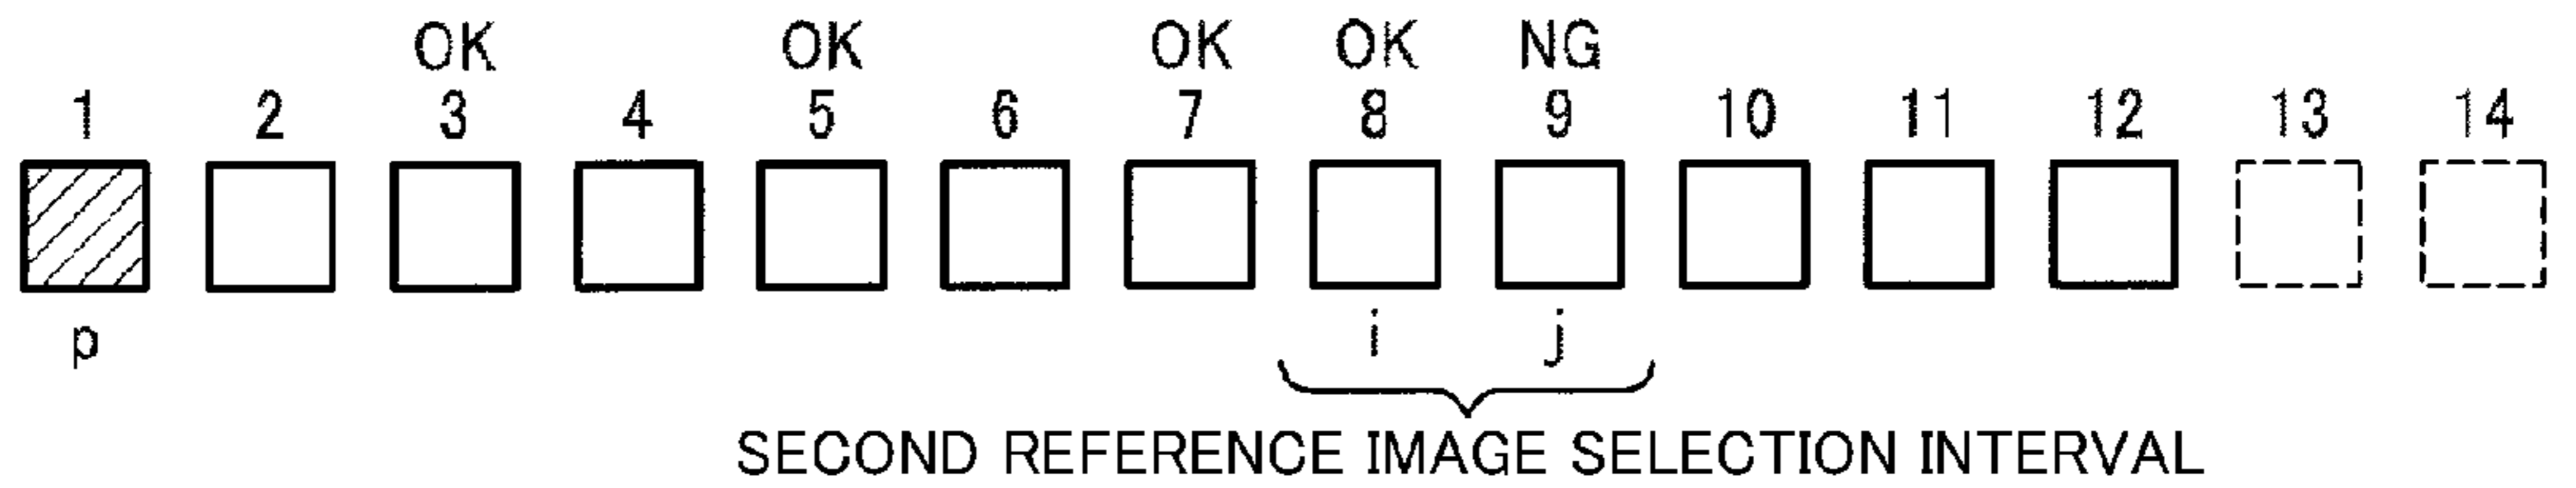 OK OK OK OK NG
1 2 3 4 5 6 7 8 9 10 11 12 13 14
p i j
SECOND REFERENCE IMAGE SELECTION INTERVAL